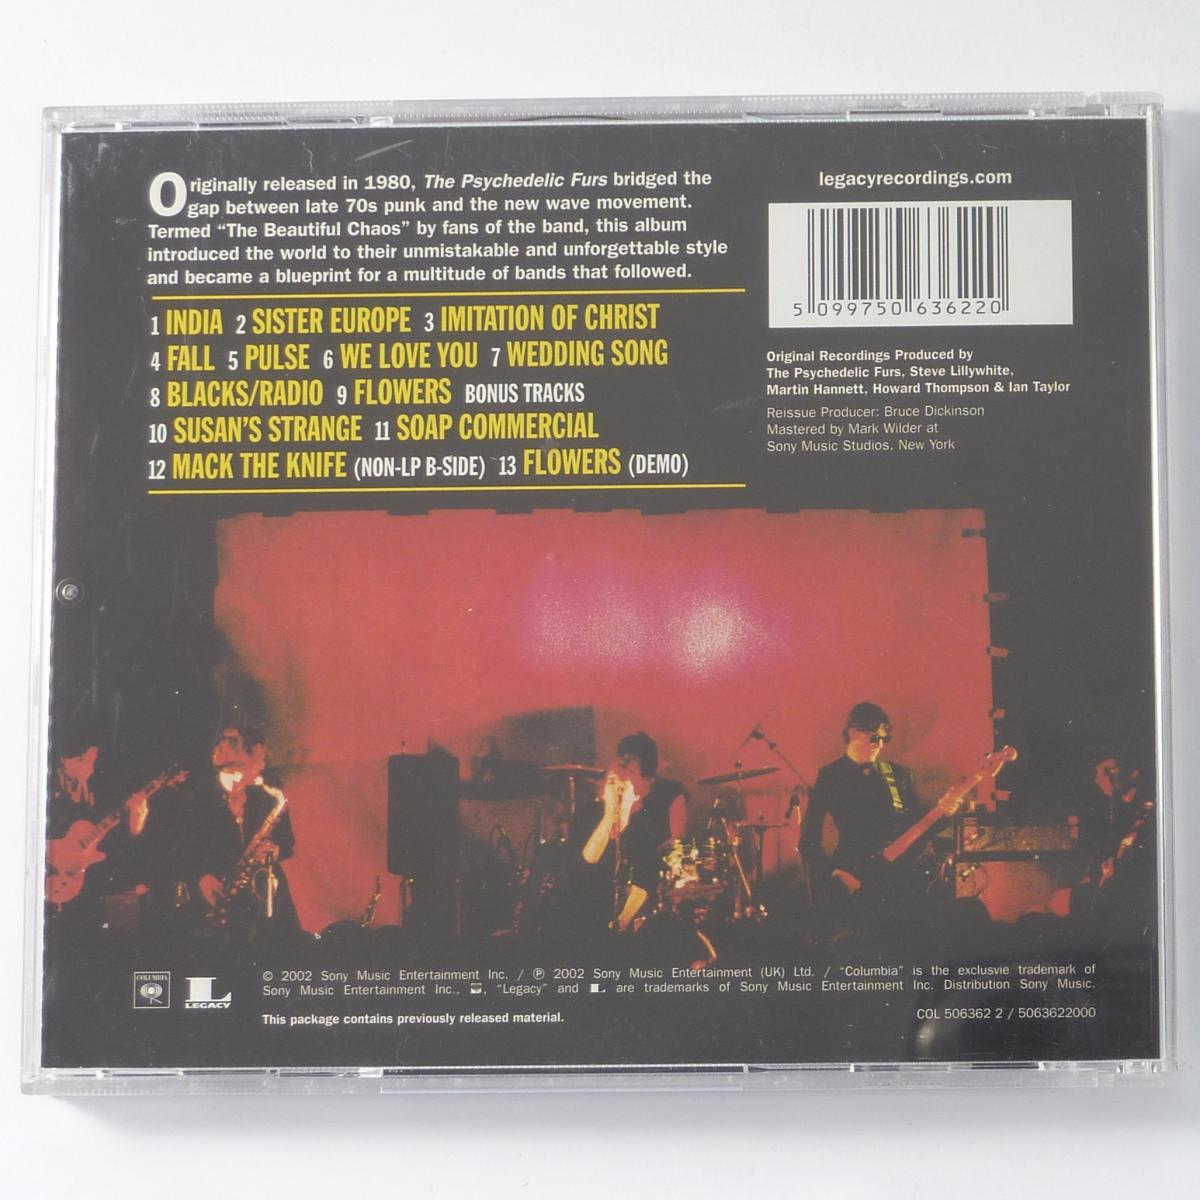 Originally released in 1980, The Psychedelic Furs bridged the
gap between late 70s punk and the new wave movement.
Termed “The Beautiful Chaos” by fans of the band, this album
introduced the world to their unmistakable and unforgettable style
and became a blueprint for a multitude of bands that followed.
1 INDIA 2 SISTER EUROPE 3 IMITATION OF CHRIST
4 FALL 5 PULSE 6 WE LOVE YOU 7 WEDDING SONG
8 BLACKS/RADIO 9 FLOWERS BONUS TRACKS
10 SUSAN'S STRANGE 11 SOAP COMMERCIAL
12 MACK THE KNIFE (NON-LP B-SIDE) 13 FLOWERS (DEMO)
legacyrecordings.com
5 099750 636220
Original Recordings Produced by
The Psychedelic Furs, Steve Lillywhite,
Martin Hannett, Howard Thompson & Ian Taylor
Reissue Producer: Bruce Dickinson
Mastered by Mark Wilder at
Sony Music Studios, New York
COLUMBIA
L
LEGACY
© 2002 Sony Music Entertainment Inc. / ℗ 2002 Sony Music Entertainment (UK) Ltd. / “Columbia” is the exclusvie trademark of
Sony Music Entertainment Inc., “Legacy” and L are trademarks of Sony Music Entertainment Inc. Distribution Sony Music.
This package contains previously released material.
COL 506362 2 / 5063622000